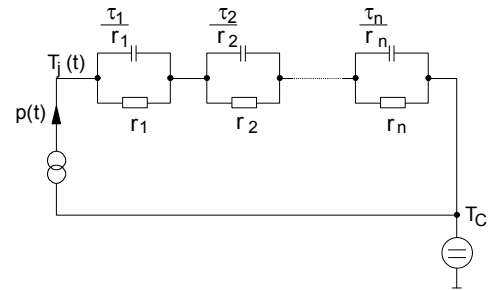 τ1 τ2 τn
r1 r2 rn
Tj (t)
r1 r2 rn
p(t)
TC